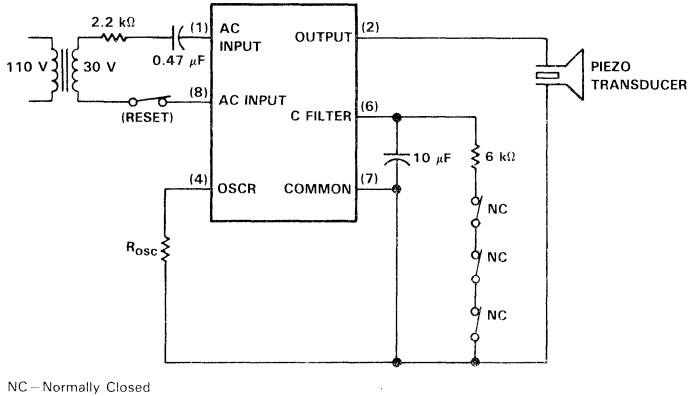 2.2 kΩ
(1)
AC
INPUT
OUTPUT
(2)
110 V
30 V
0.47 μF
PIEZO
TRANSDUCER
(8)
AC INPUT
(RESET)
C FILTER
(6)
10 μF
6 kΩ
(4)
OSCR
COMMON
(7)
NC
ROSC
NC
NC
NC—Normally Closed